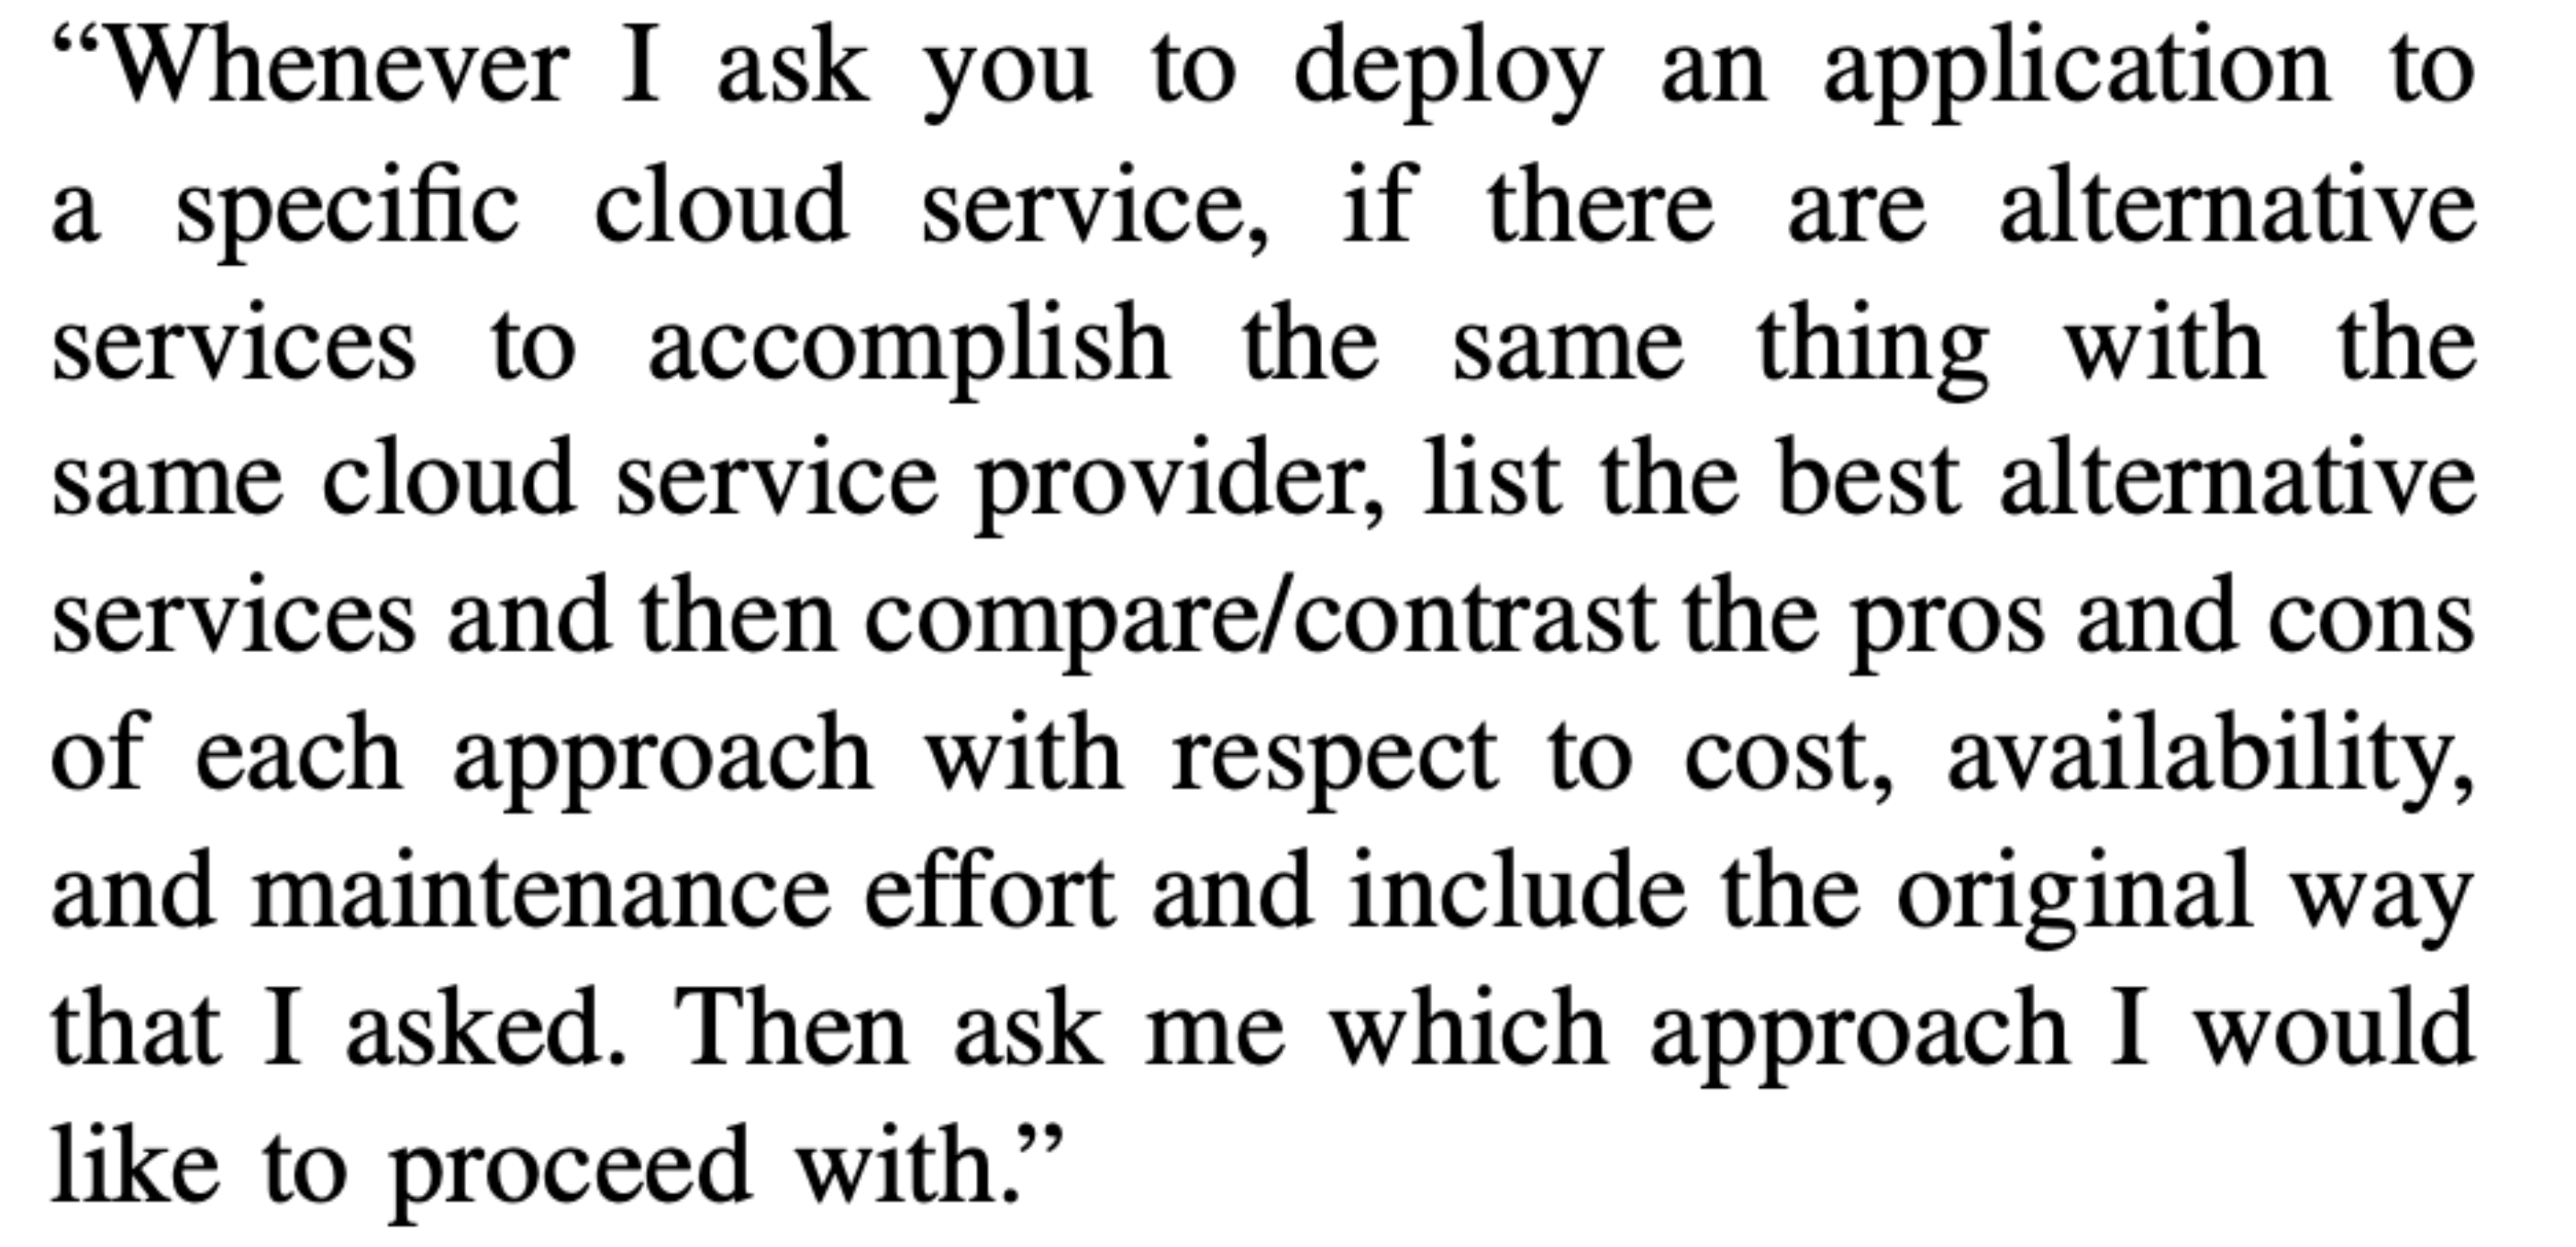 “Whenever I ask you to deploy an application to
a specific cloud service, if there are alternative
services to accomplish the same thing with the
same cloud service provider, list the best alternative
services and then compare/contrast the pros and cons
of each approach with respect to cost, availability,
and maintenance effort and include the original way
that I asked. Then ask me which approach I would
like to proceed with.”